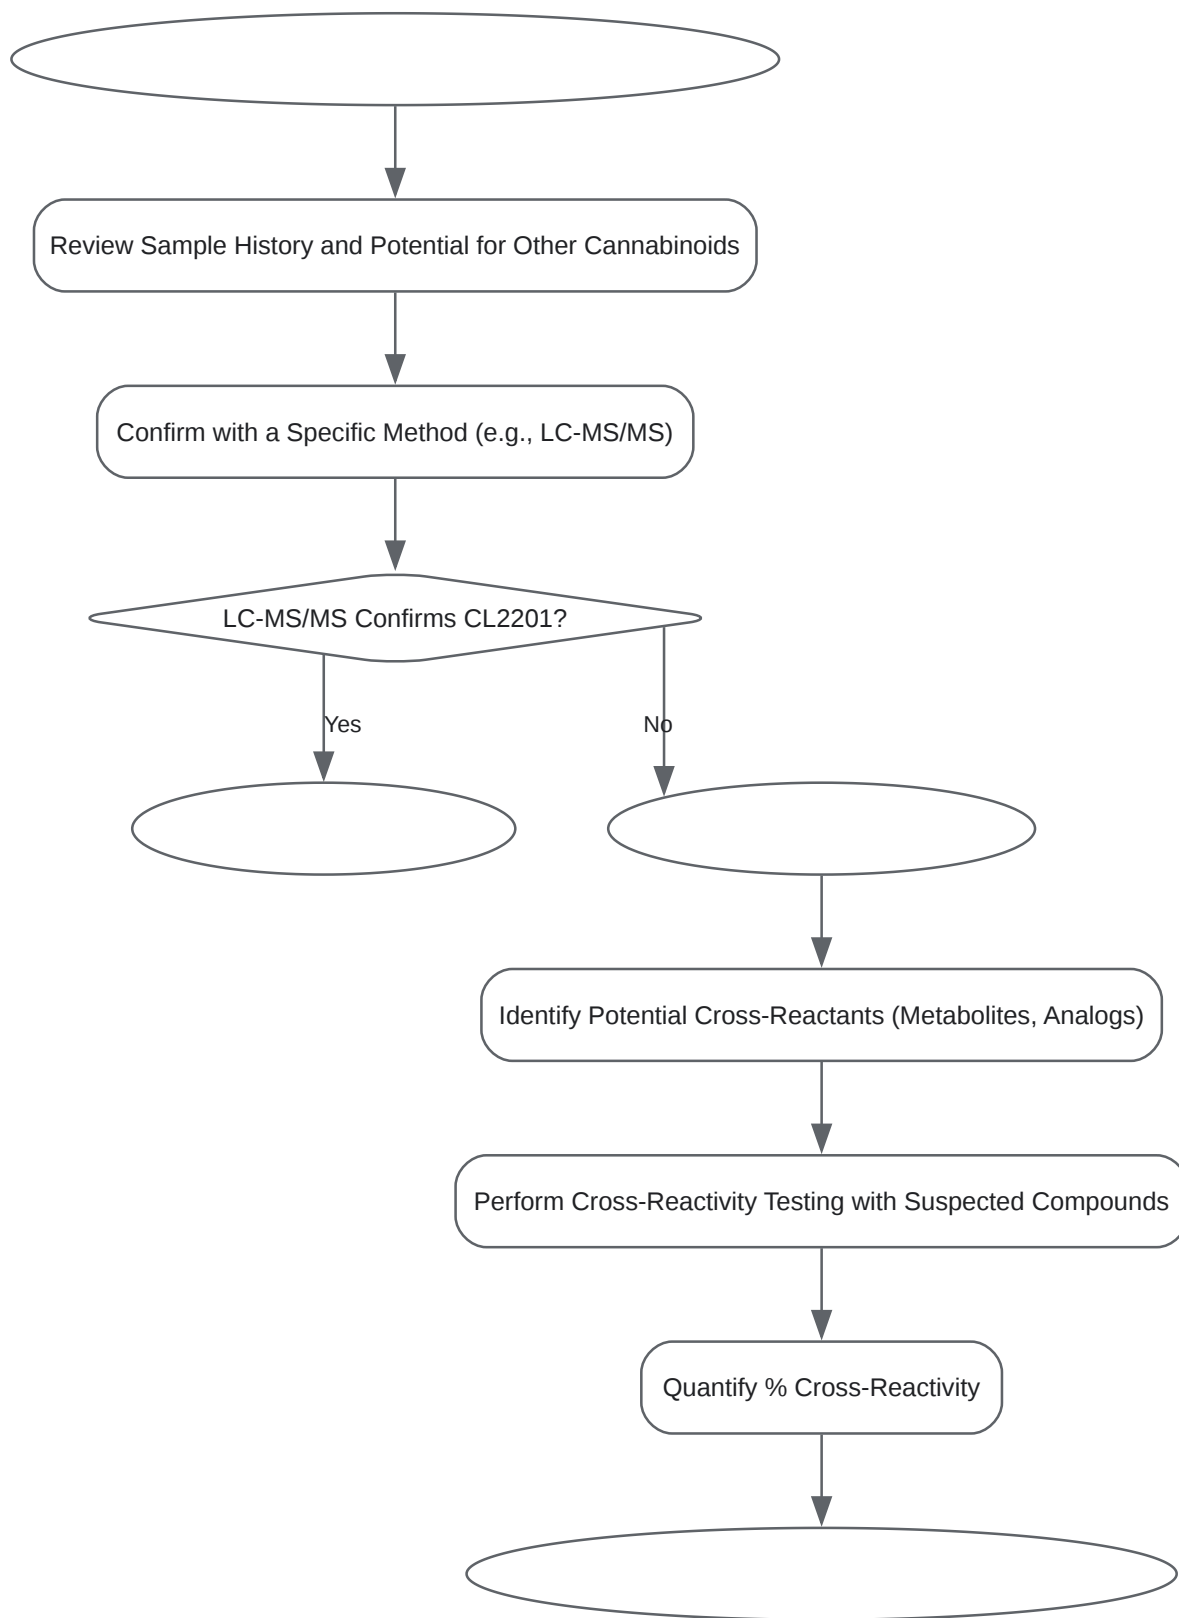 Review Sample History and Potential for Other Cannabinoids
Confirm with a Specific Method (e.g., LC-MS/MS)
LC-MS/MS Confirms CL2201?
Yes
No
Identify Potential Cross-Reactants (Metabolites, Analogs)
Perform Cross-Reactivity Testing with Suspected Compounds
Quantify % Cross-Reactivity